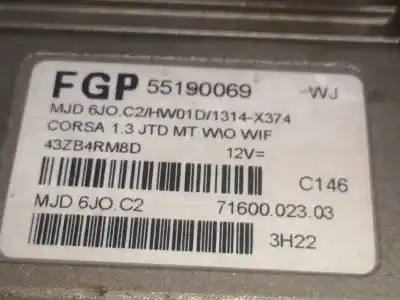 FGP 55190069 -WJ
MJD 6JO.C2/HW01D/1314-X374
CORSA 1.3 JTD MT W\O WIF
43ZB4RM8D 12V=
C146
MJD 6JO.C2 71600.023.03
3H22